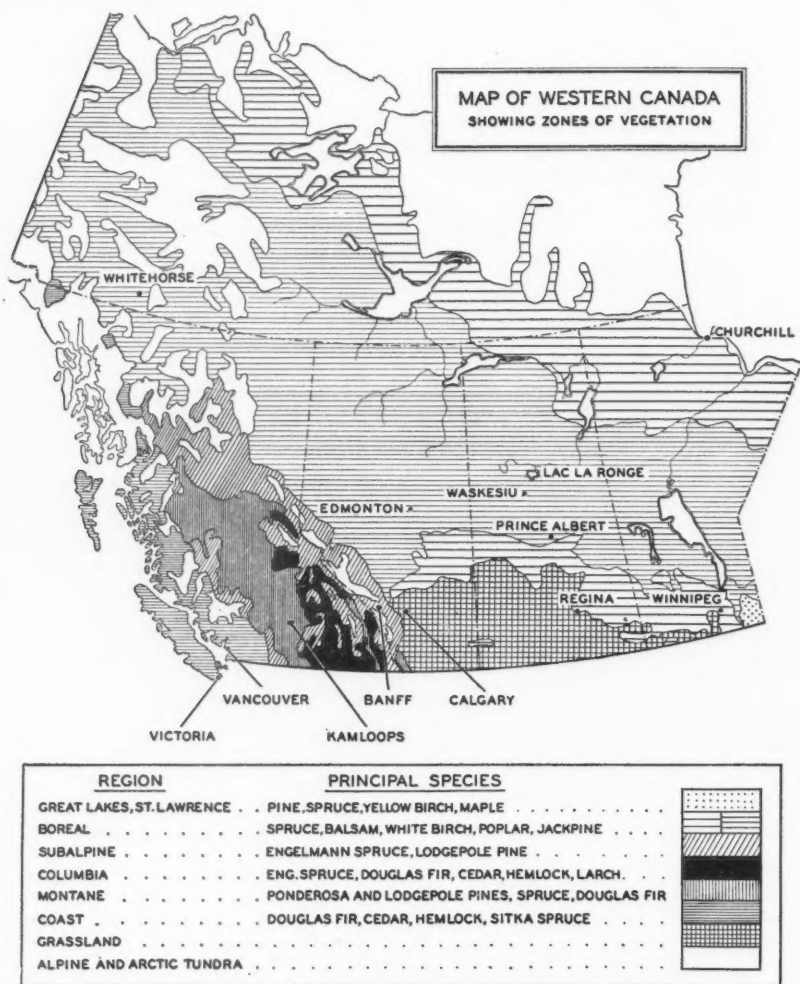 MAP OF WESTERN CANADA
SHOWING ZONES OF VEGETATION
WHITEHORSE
CHURCHILL
LAC LA RONGE
WASKESIU
EDMONTON
PRINCE ALBERT
REGINA WINNIPEG
VANCOUVER BANFF CALGARY
VICTORIA KAMLOOPS
REGION PRINCIPAL SPECIES
GREAT LAKES, ST. LAWRENCE . . PINE, SPRUCE, YELLOW BIRCH, MAPLE . . . . . . .
BOREAL . . . . . . . . SPRUCE, BALSAM, WHITE BIRCH, POPLAR, JACKPINE . . . .
SUBALPINE . . . . . . . ENGELMANN SPRUCE, LODGEPOLE PINE . . . . . . .
COLUMBIA . . . . . . . ENG. SPRUCE, DOUGLAS FIR, CEDAR, HEMLOCK, LARCH. . . .
MONTANE . . . . . . . PONDEROSA AND LODGEPOLE PINES, SPRUCE, DOUGLAS FIR
COAST . . . . . . . . DOUGLAS FIR, CEDAR, HEMLOCK, SITKA SPRUCE . . . . .
GRASSLAND . . . . . . . . . . . . . . . . . . . .
ALPINE AND ARCTIC TUNDRA . . . . . . . . . . . . . . . .